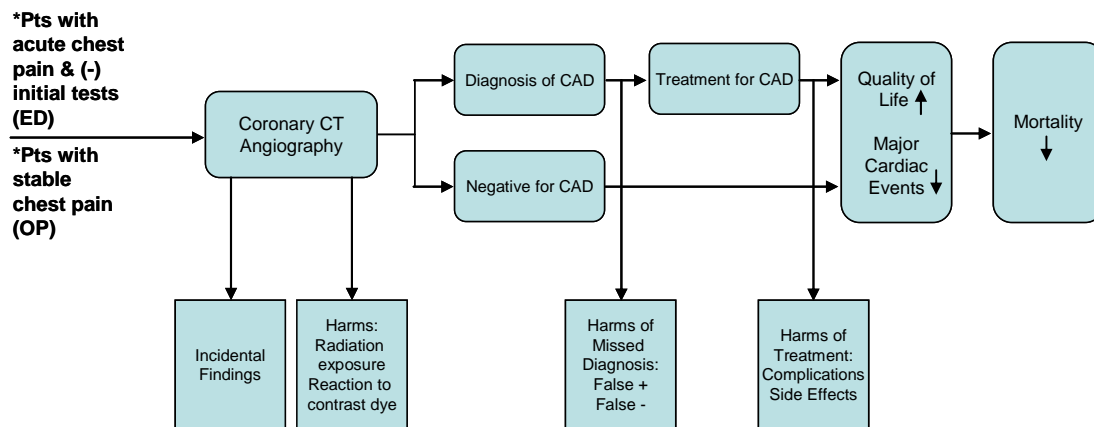 *Pts with
acute chest
pain & (-)
initial tests
(ED)
*Pts with
stable
chest pain
(OP)
Coronary CT
Angiography
Diagnosis of CAD
Treatment for CAD
Negative for CAD
Quality of
Life
Major
Cardiac
Events
Mortality
Incidental
Findings
Harms:
Radiation
exposure
Reaction to
contrast dye
Harms of
Missed
Diagnosis:
False +
False -
Harms of
Treatment:
Complications
Side Effects